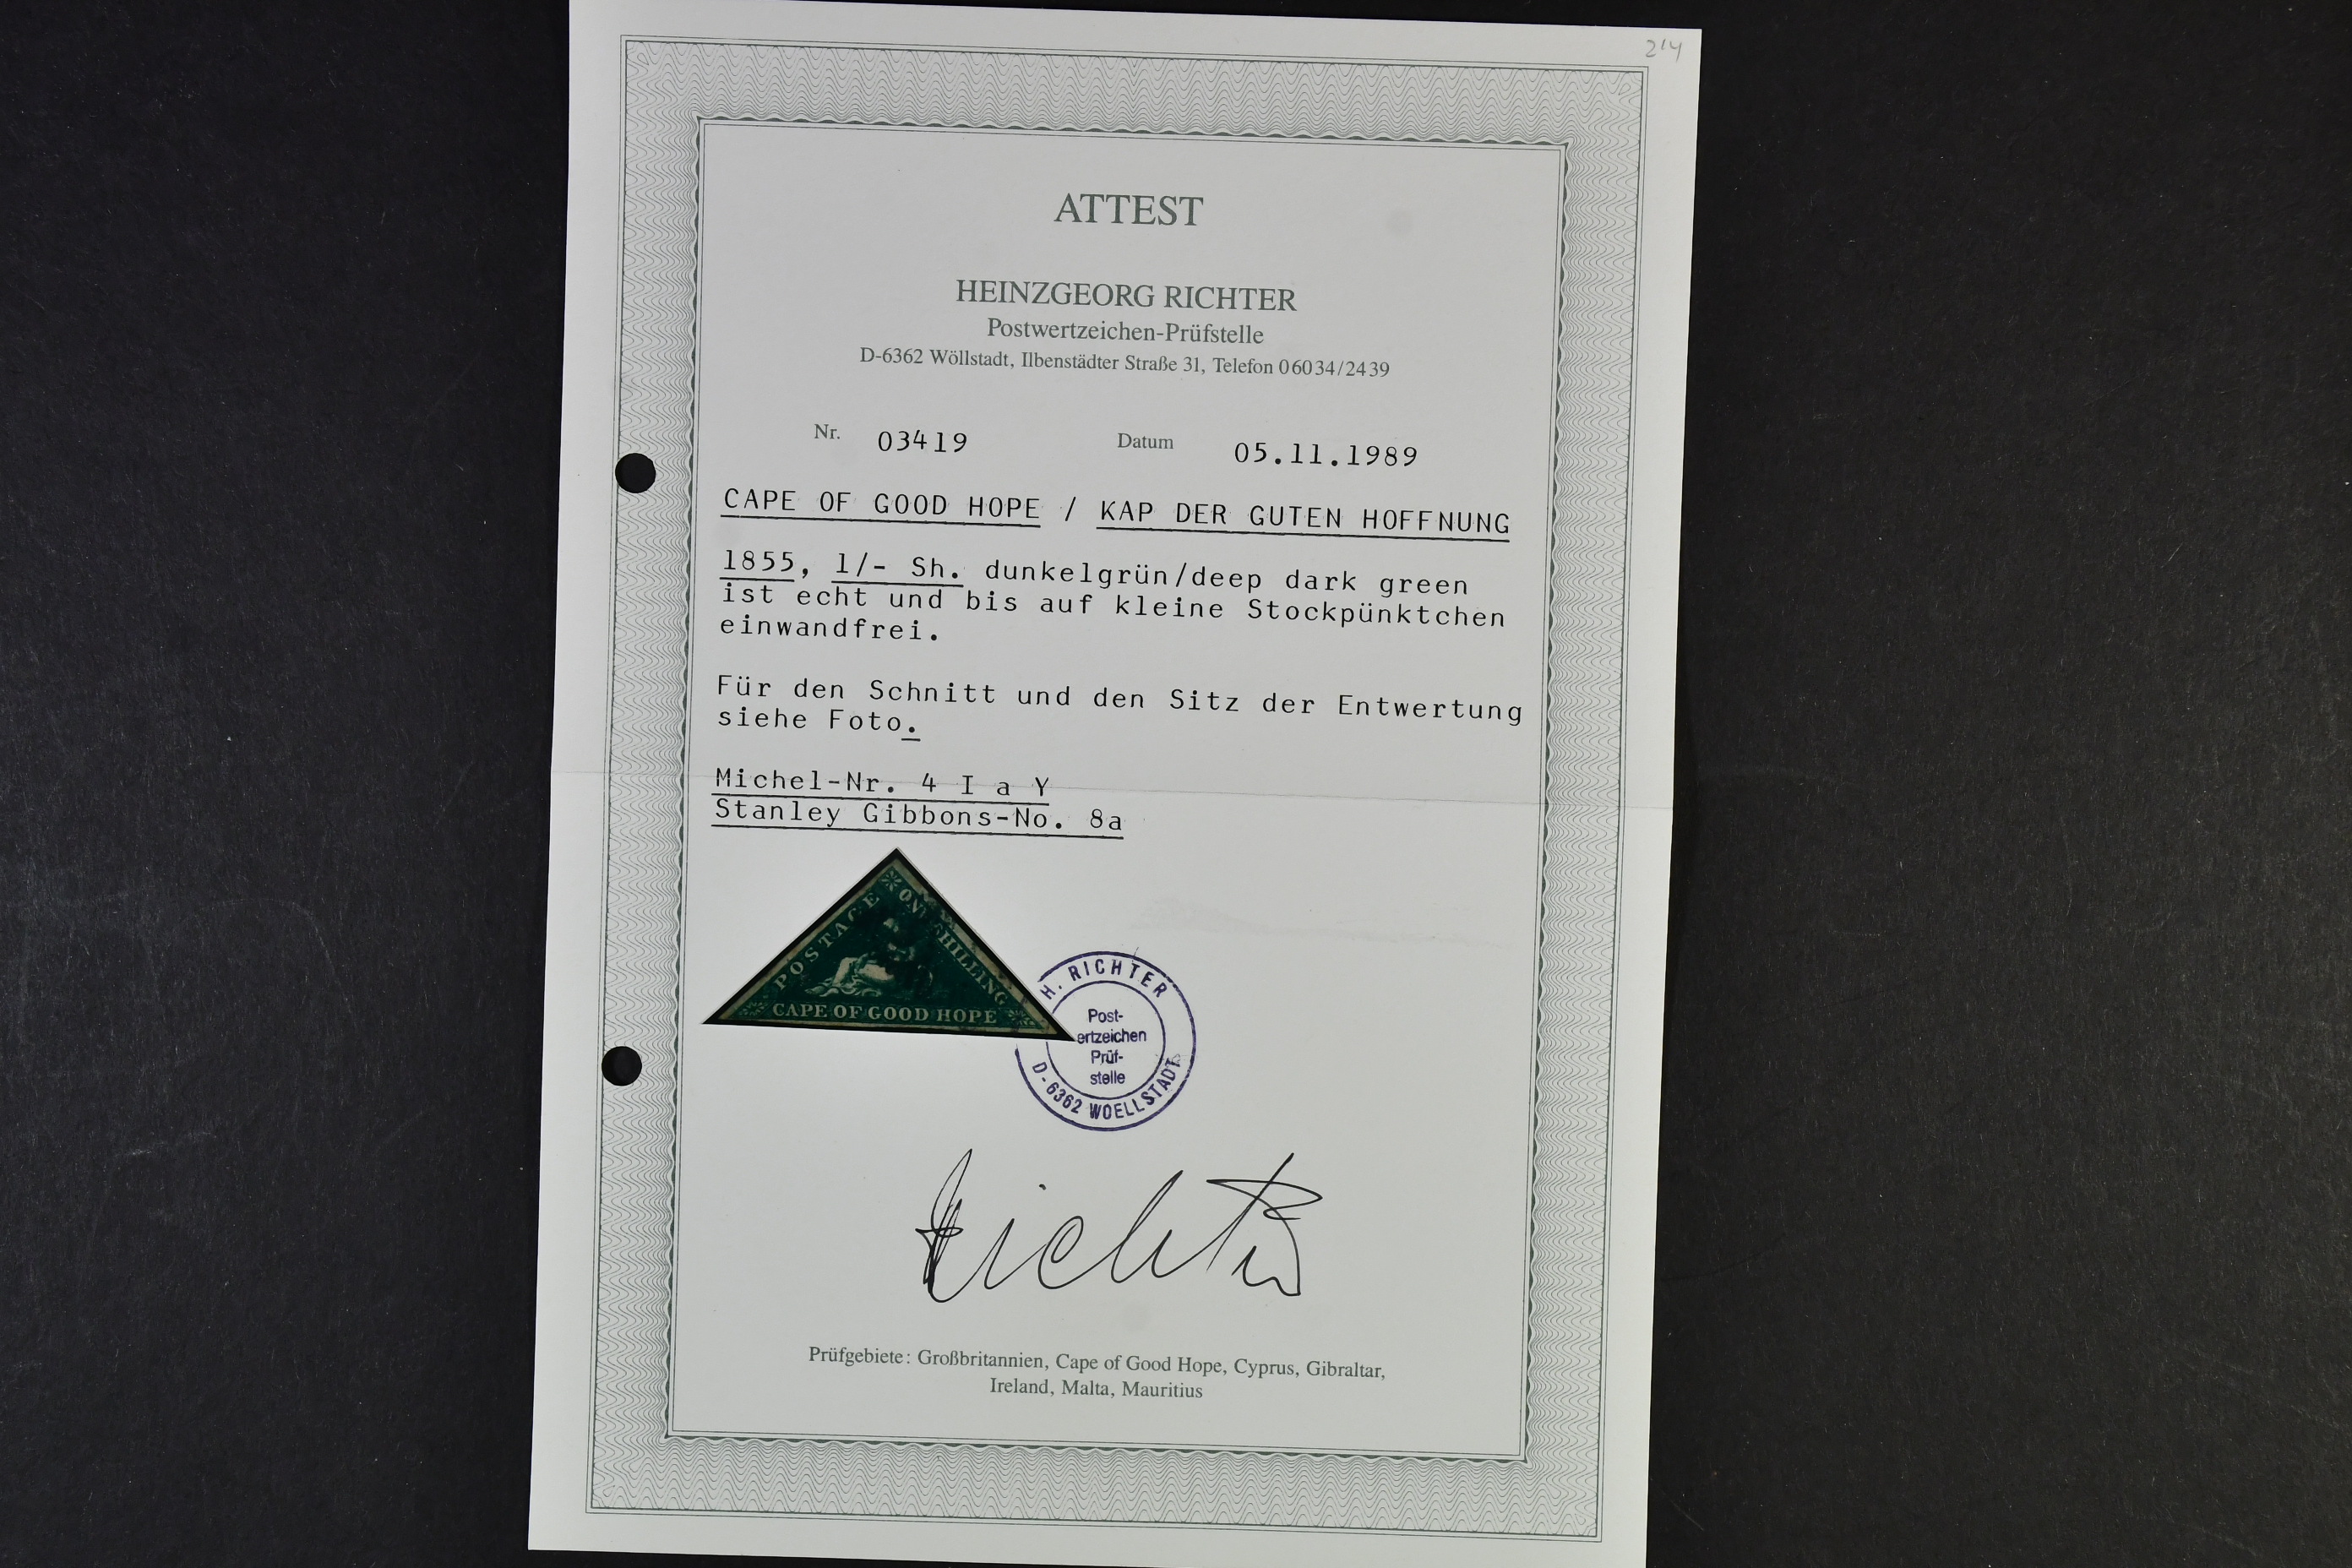 214
ATTEST
HEINZGEORG RICHTER
Postwertzeichen-Prüfstelle
D-6362 Wöllstadt, Ilbenstädter Straße 31, Telefon 06034/2439
Nr. 03419 Datum 05.11.1989
CAPE OF GOOD HOPE / KAP DER GUTEN HOFFNUNG
1855, 1/- Sh. dunkelgrün/deep dark green
ist echt und bis auf kleine Stockpünktchen
einwandfrei.
Für den Schnitt und den Sitz der Entwertung
siehe Foto.
Michel-Nr. 4 I a Y
Stanley Gibbons-No. 8a
POSTAGE
ONE SHILLING
CAPE OF GOOD HOPE
H. RICHTER
Post-
ertzeichen
Prüf-
stelle
D-6362 WOELLSTADT
Richter
Prüfgebiete: Großbritannien, Cape of Good Hope, Cyprus, Gibraltar,
Ireland, Malta, Mauritius